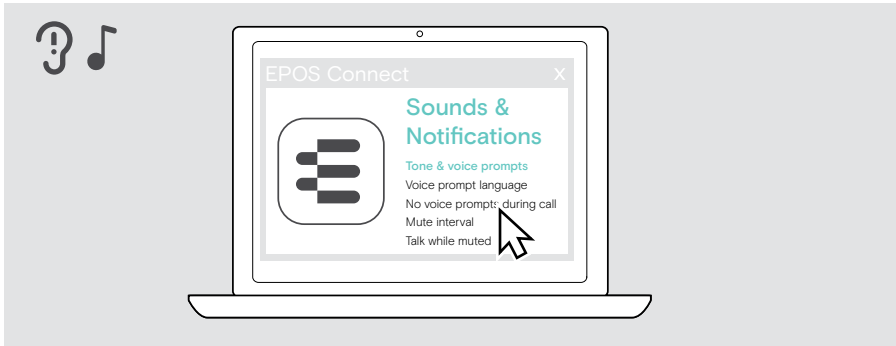 EPOS Connect X
Sounds &
Notifications
Tone & voice prompts
Voice prompt language
No voice prompts during call
Mute interval
Talk while muted